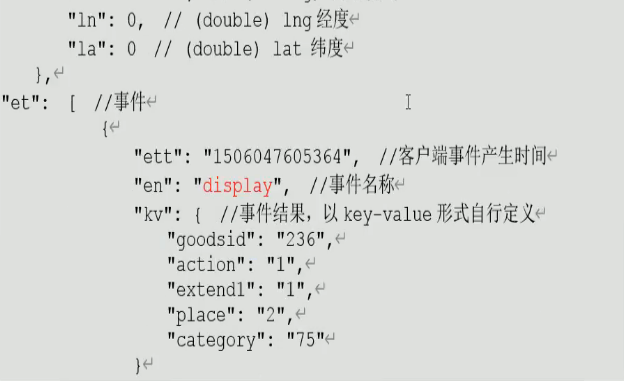 "ln": 0,  // (double) lng 经度
"la": 0  // (double) lat 纬度
},
"et":  [  //事件
{
"ett": "1506047605364",  //客户端事件产生时间
"en": "display",  //事件名称
"kv": {  //事件结果，以 key-value 形式自行定义
"goodsid": "236",
"action": "1",
"extend1": "1",
"place": "2",
"category": "75"
}